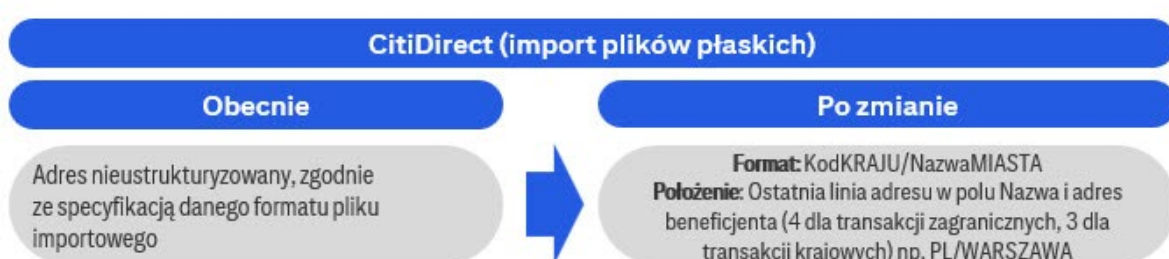 CitiDirect (import plików płaskich)
Obecnie
Po zmianie
Adres nieustrukturyzowany, zgodnie
ze specyfikacją danego formatu pliku
importowego
Format: KodKRAJU/NazwaMIASTA
Położenie: Ostatnia linia adresu w polu Nazwa i adres
beneficjenta (4 dla transakcji zagranicznych, 3 dla
transakcji krajowych) np. PL/WARSZAWA